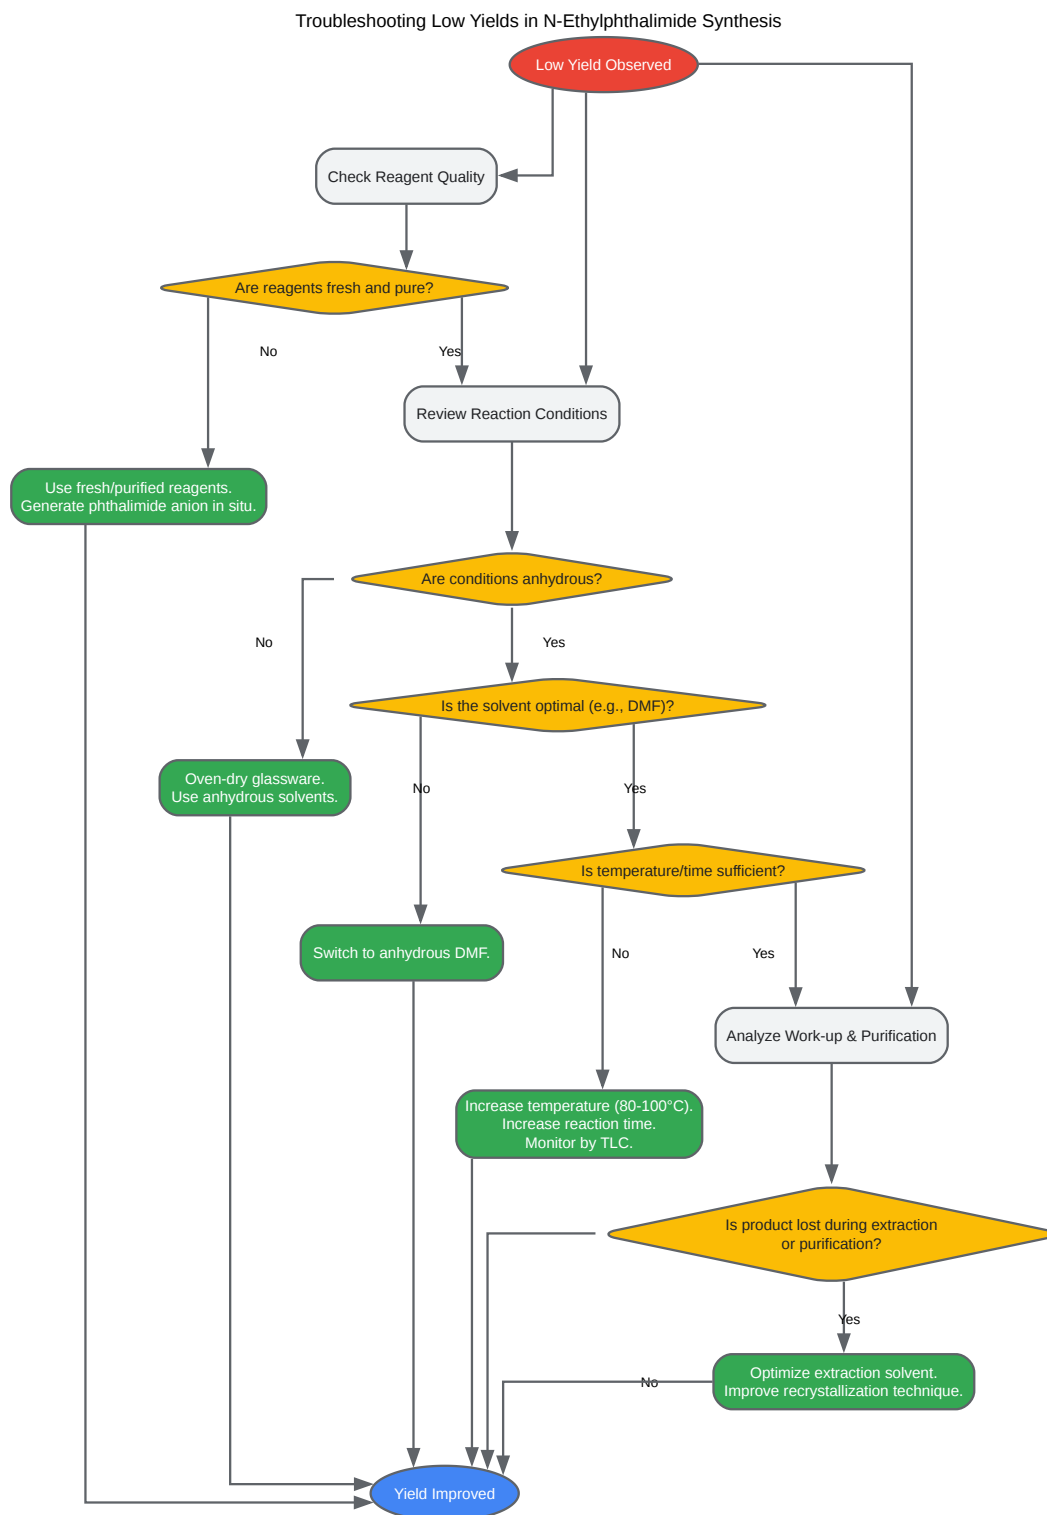 Troubleshooting Low Yields in N-Ethylphthalimide Synthesis
Low Yield Observed
Check Reagent Quality
Are reagents fresh and pure?
No
Yes
Review Reaction Conditions
Use fresh/purified reagents.
Generate phthalimide anion in situ.
Are conditions anhydrous?
No
Yes
Is the solvent optimal (e.g., DMF)?
Oven-dry glassware.
Use anhydrous solvents.
No
Yes
Is temperature/time sufficient?
Switch to anhydrous DMF.
No
Yes
Analyze Work-up & Purification
Increase temperature (80-100°C).
Increase reaction time.
Monitor by TLC.
Is product lost during extraction
or purification?
Yes
Optimize extraction solvent.
Improve recrystallization technique.
No
Yield Improved